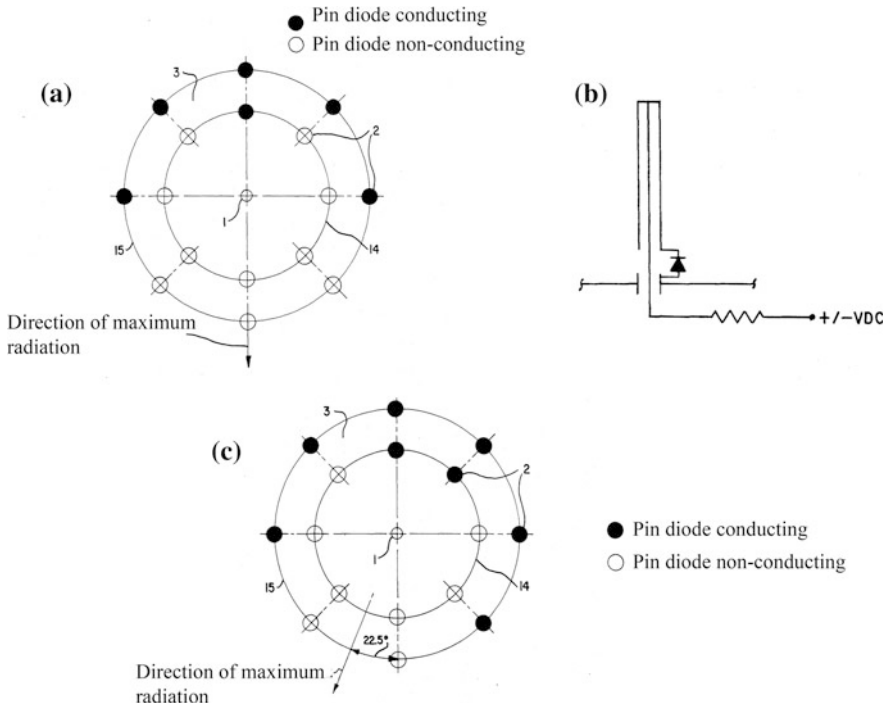 Pin diode conducting
Pin diode non-conducting
(a)
3
2
1
15
14
Direction of maximum
radiation
(b)
+/-VDC
(c)
3
2
1
15
14
22.5°
Direction of maximum
radiation
Pin diode conducting
Pin diode non-conducting